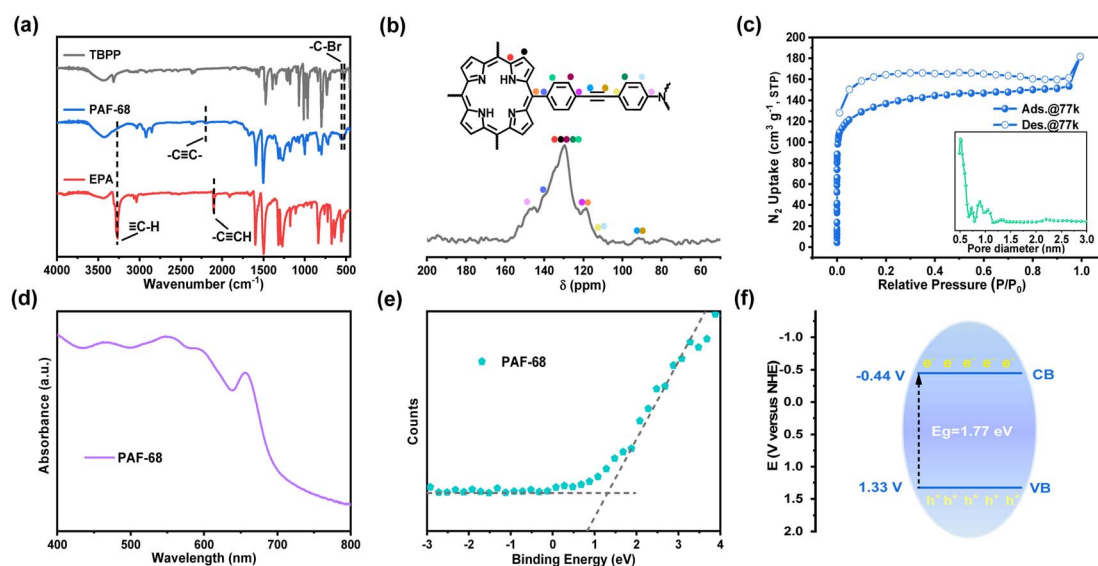 (a)
TBPP
-C-Br
PAF-68
-C≡C-
EPA
≡C-H
-C≡CH
4000 3500 3000 2500 2000 1500 1000 450
Wavenumber (cm⁻¹)
(b)
N HN
NH N
N
200 180 160 140 120 100 80 60
δ (ppm)
(c)
N₂ Uptake (cm³ g⁻¹, STP)
200
180
160
140
120
100
80
60
40
20
0
Ads.@77k
Des.@77k
0.5 1.0 1.5 2.0 2.5 3.0
Pore diameter (nm)
0.0 0.2 0.4 0.6 0.8 1.0
Relative Pressure (P/P₀)
(d)
Absorbance (a.u.)
PAF-68
400 500 600 700 800
Wavelength (nm)
(e)
Counts
PAF-68
-3 -2 -1 0 1 2 3 4
Binding Energy (eV)
(f)
E (V versus NHE)
-1.0
-0.5
0.0
0.5
1.0
1.5
2.0
e⁻ e⁻ e⁻ e⁻ e⁻
-0.44 V
CB
Eg=1.77 eV
1.33 V
VB
h⁺ h⁺ h⁺ h⁺ h⁺